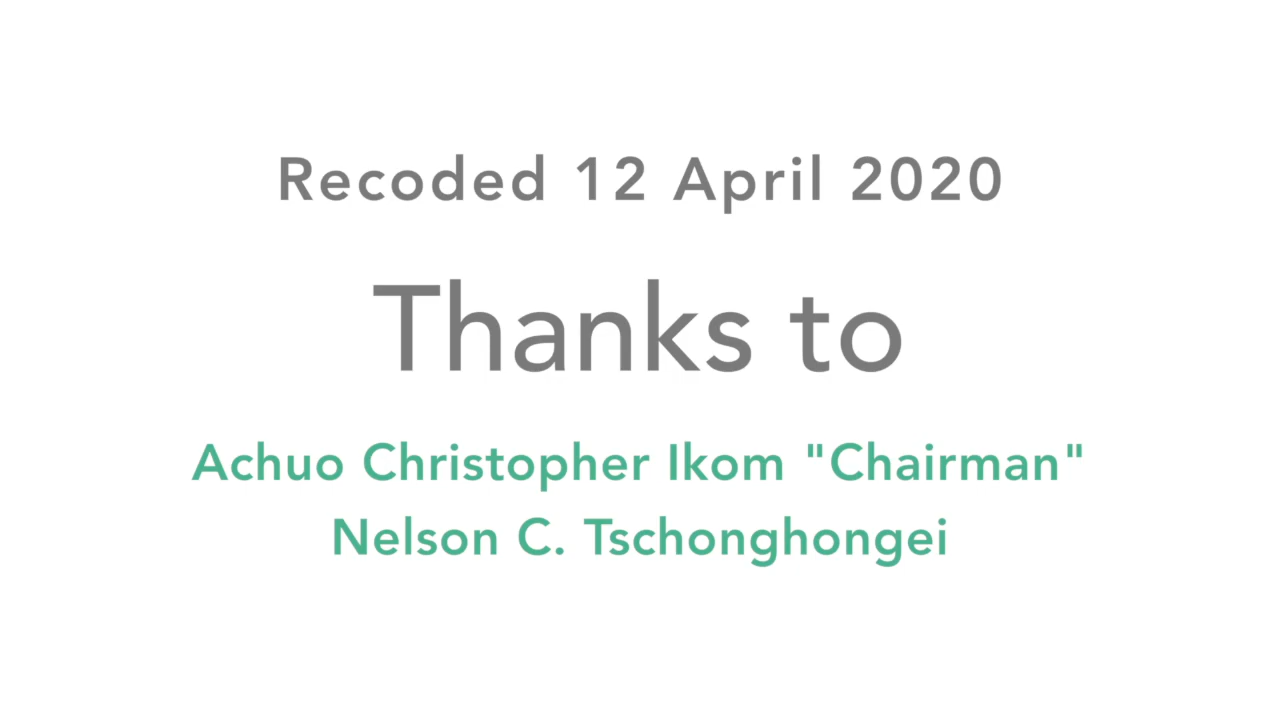 Recoded 12 April 2020
Thanks to
Achuo Christopher Ikom "Chairman"
Nelson C. Tschonghongei